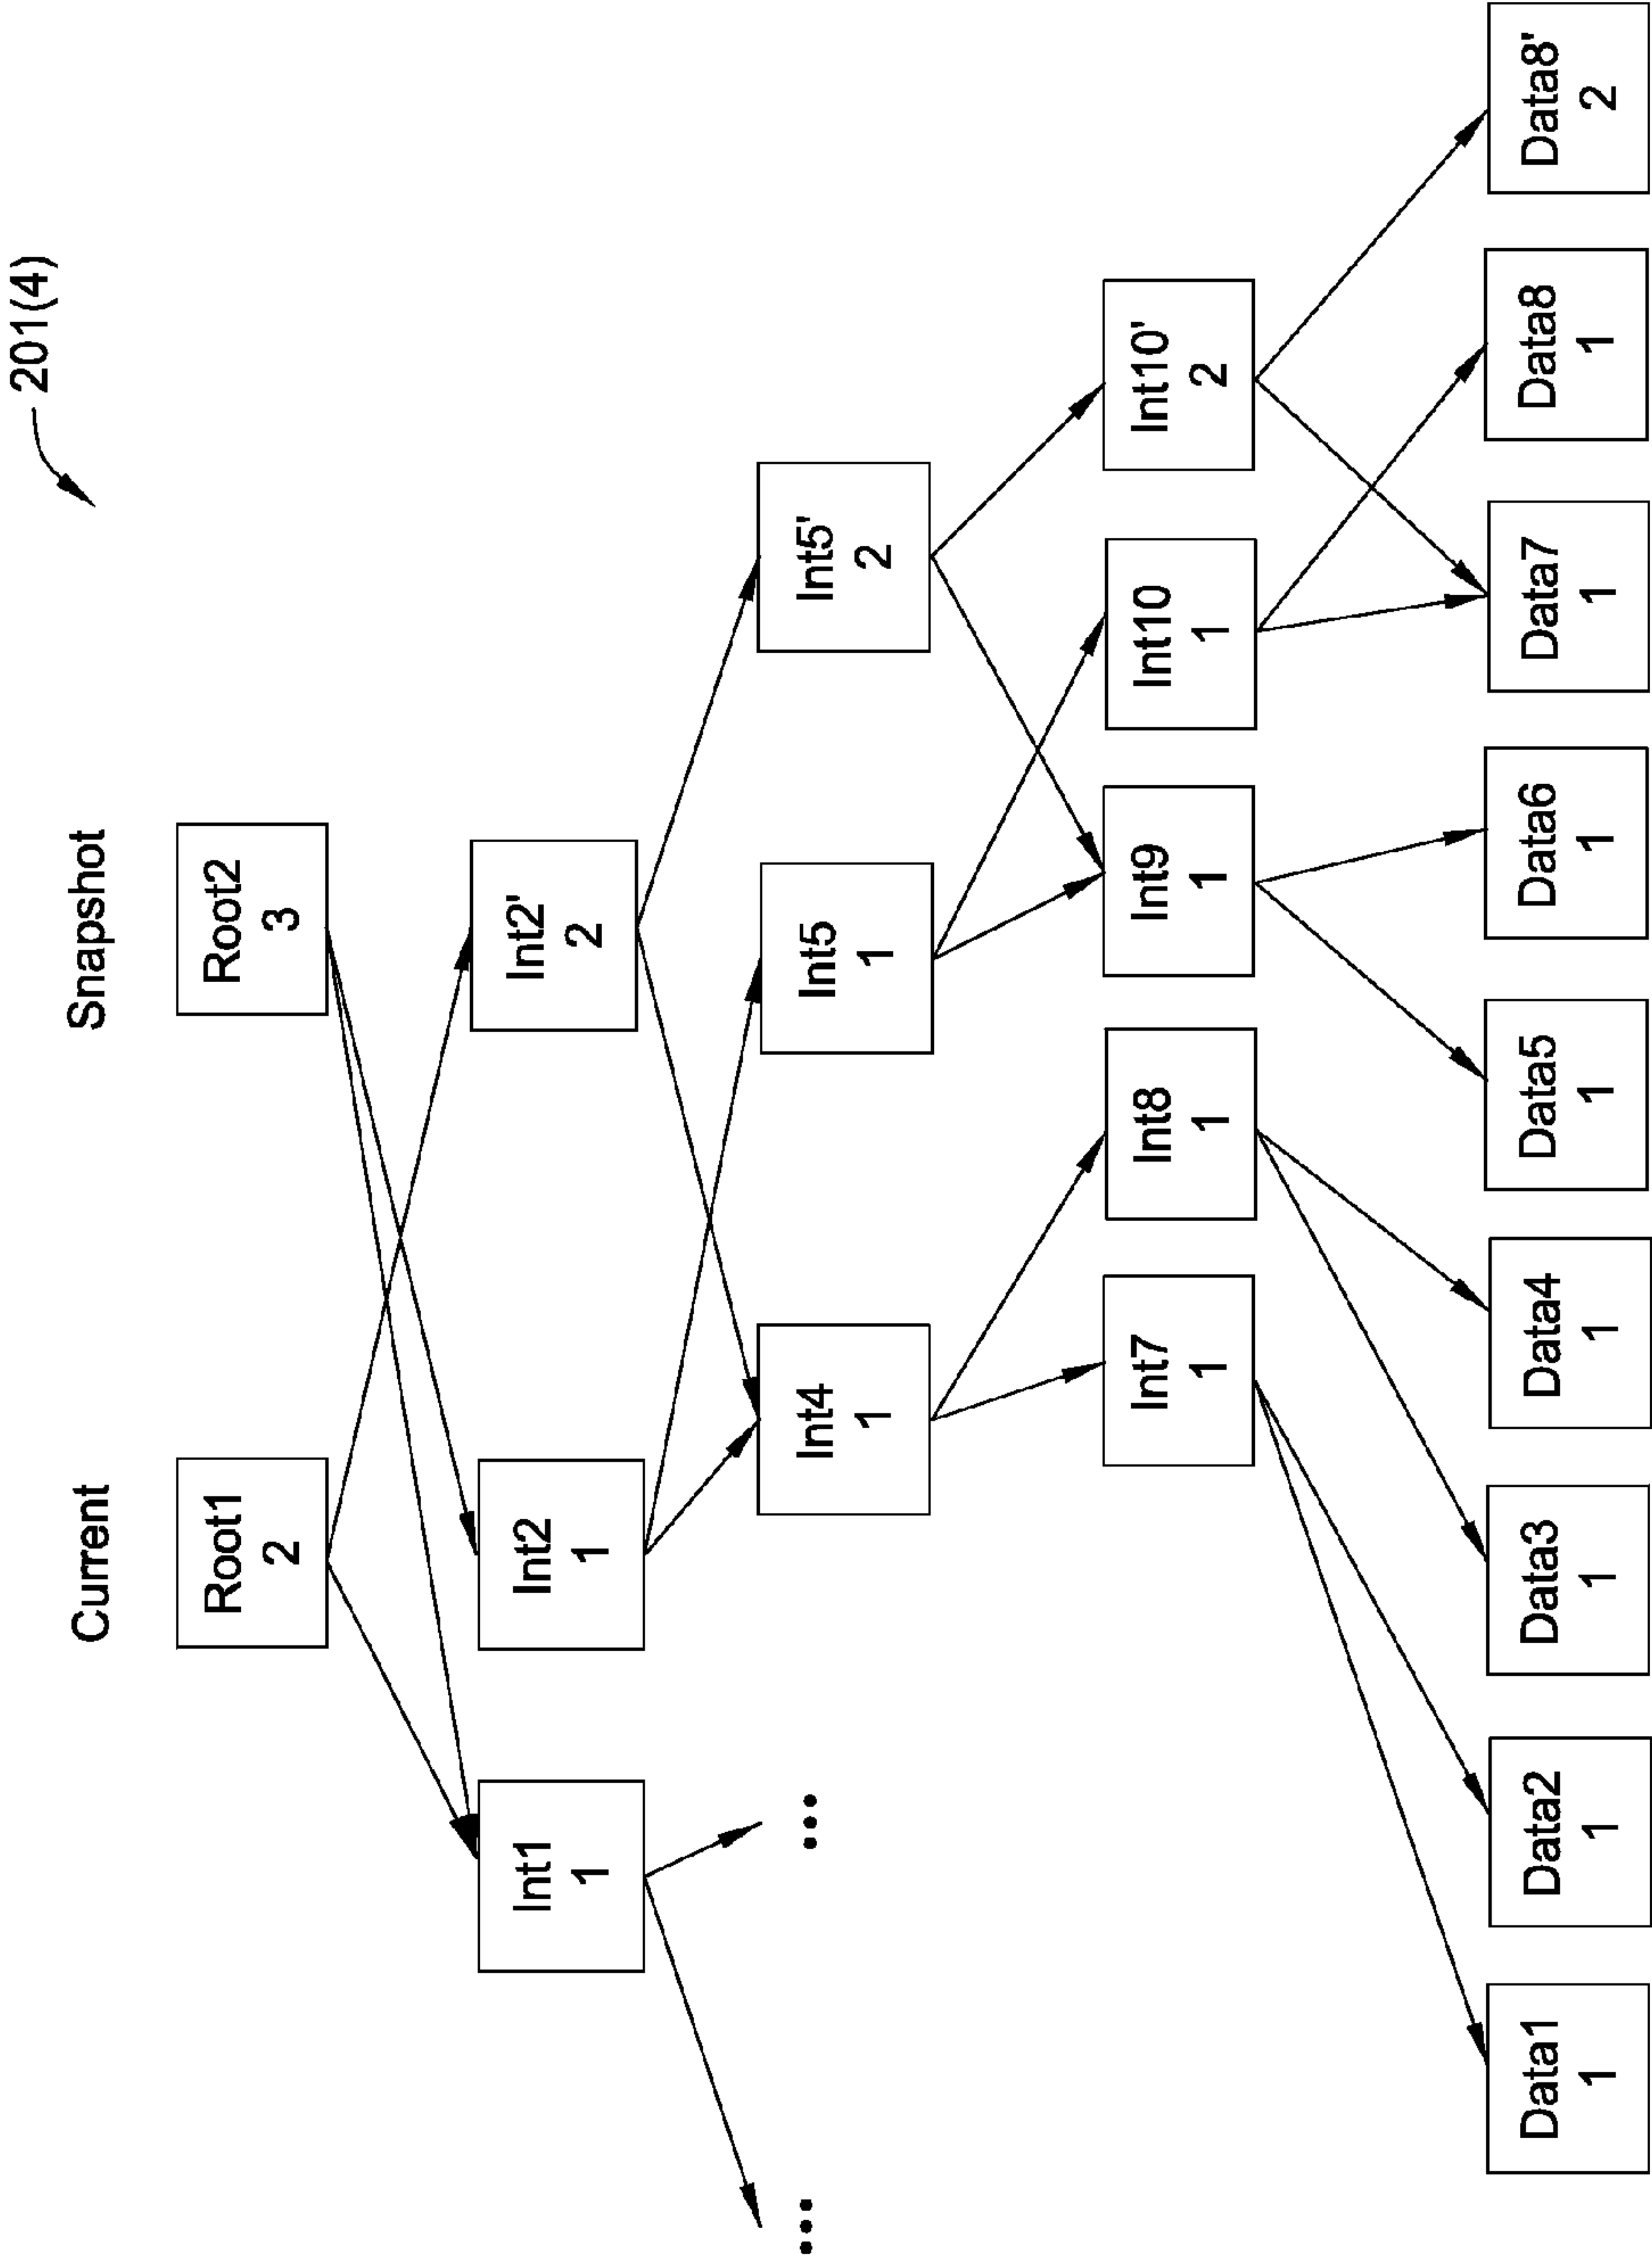 201(4)
Current
Snapshot
Root1
2
Root2
3
Int1
1
Int2
1
Int2'
2
Int4
1
Int5
1
Int5'
2
...
...
Int7
1
Int8
1
Int9
1
Int10
1
Int10'
2
Data1
1
Data2
1
Data3
1
Data4
1
Data5
1
Data6
1
Data7
1
Data8
1
Data8'
2